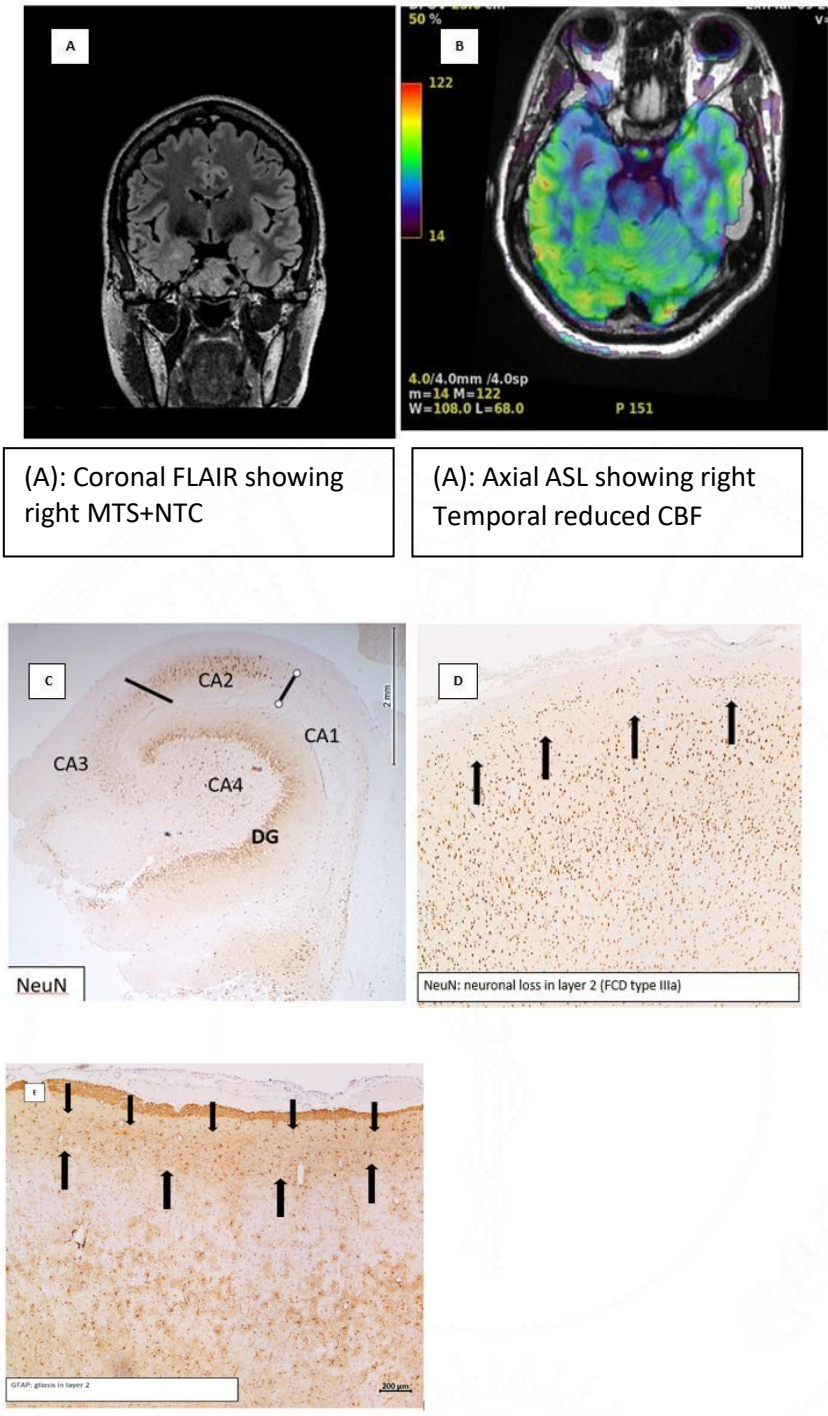 A
50 %
B
122
14
4.0/4.0mm /4.0sp
m=14 M=122
W=108.0 L=68.0
P 151
(A): Coronal FLAIR showing
right MTS+NTC
(A): Axial ASL showing right
Temporal reduced CBF
C
CA2
CA1
CA3
CA4
DG
2 mm
NeuN
D
NeuN: neuronal loss in layer 2 (FCD type IIIa)
E
GFAP: gliosis in layer 2
200 µm